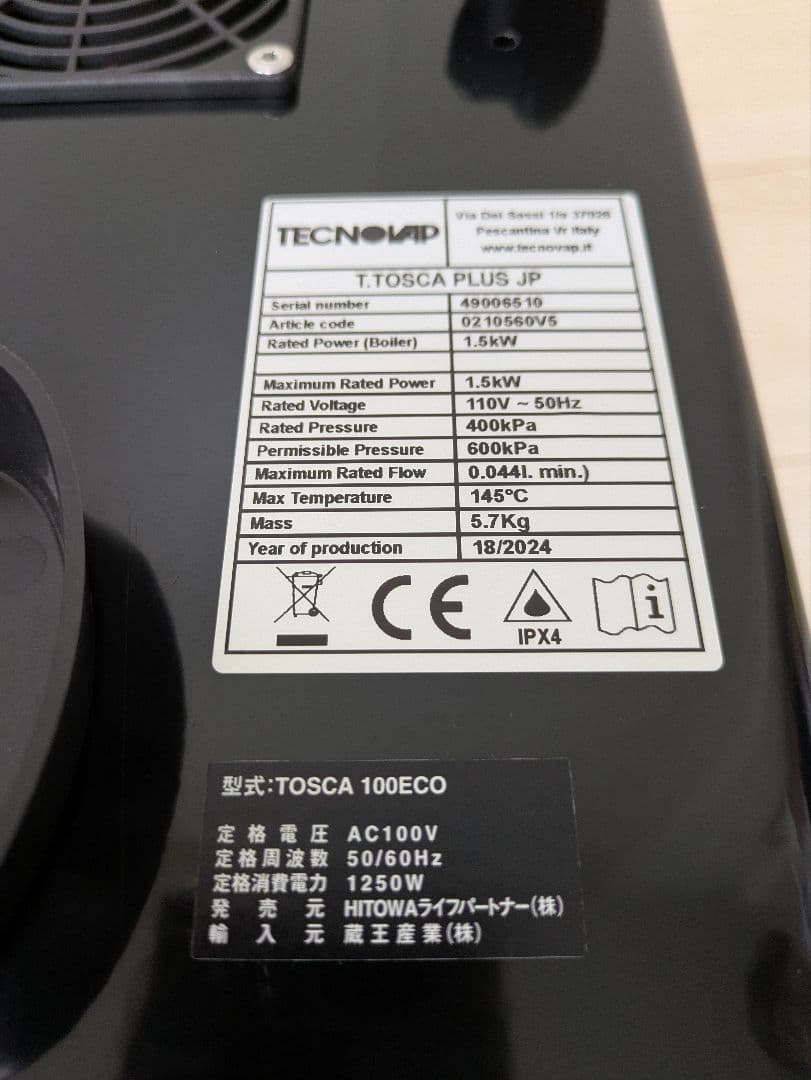 TECNOVAP
Via Dei Sassi 1/a 37026
Pescantina Vr Italy
www.tecnovap.it
T.TOSCA PLUS JP
Serial number 49006510
Article code 0210560V5
Rated Power (Boiler) 1.5kW
Maximum Rated Power 1.5kW
Rated Voltage 110V ~ 50Hz
Rated Pressure 400kPa
Permissible Pressure 600kPa
Maximum Rated Flow 0.044l. min.)
Max Temperature 145°C
Mass 5.7Kg
Year of production 18/2024
CE
IPX4
i
型式:TOSCA 100ECO
定格電圧 AC100V
定格周波数 50/60Hz
定格消費電力 1250W
発売元 HITOWAライフパートナー(株)
輸入元 蔵王産業(株)